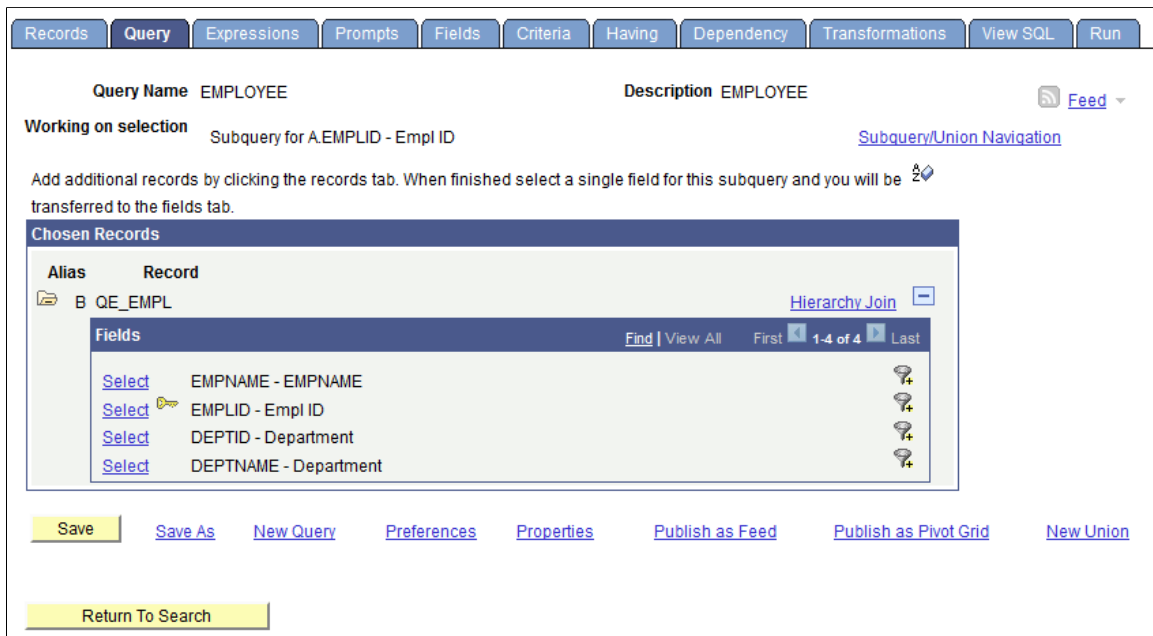 Records Query Expressions Prompts Fields Criteria Having Dependency Transformations View SQL Run
Query Name EMPLOYEE Description EMPLOYEE Feed
Working on selection Subquery for A.EMPLID - Empl ID Subquery/Union Navigation
Add additional records by clicking the records tab. When finished select a single field for this subquery and you will be
transferred to the fields tab.
Chosen Records
Alias Record
B QE_EMPL Hierarchy Join
Fields Find | View All First 1-4 of 4 Last
Select EMPNAME - EMPNAME
Select EMPLID - Empl ID
Select DEPTID - Department
Select DEPTNAME - Department
Save Save As New Query Preferences Properties Publish as Feed Publish as Pivot Grid New Union
Return To Search